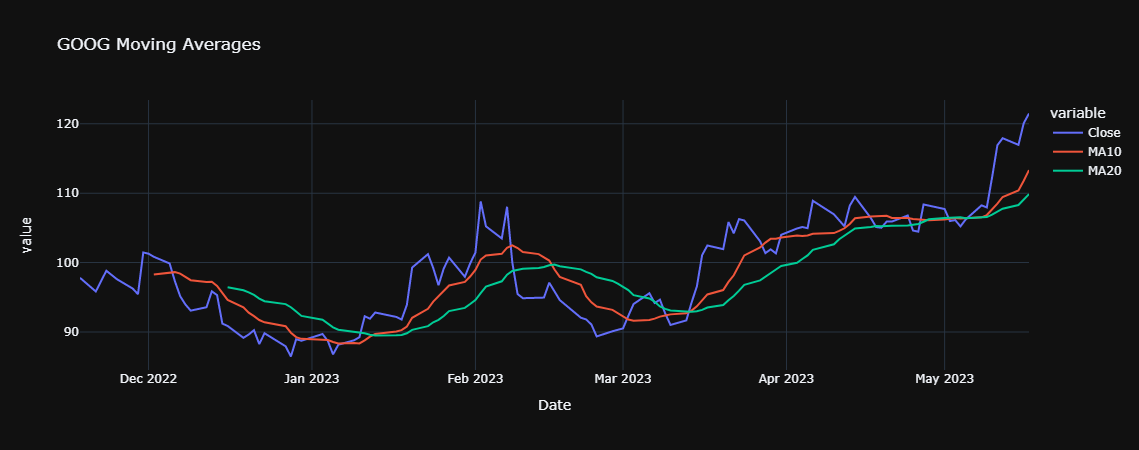 GOOG Moving Averages
variable
Close
MA10
MA20
value
120
110
100
90
Dec 2022
Jan 2023
Feb 2023
Mar 2023
Apr 2023
May 2023
Date